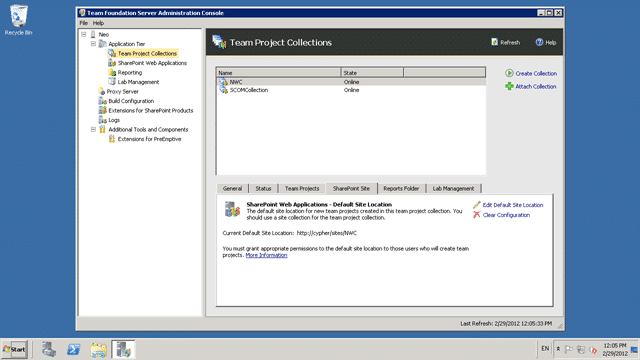 Recycle Bin
Team Foundation Server Administration Console
File Help
Neo
Application Tier
Team Project Collections
SharePoint Web Applications
Reporting
Lab Management
Proxy Server
Build Configuration
Extensions for SharePoint Products
Logs
Additional Tools and Components
Extensions for PreEmptive
Team Project Collections
Refresh
Help
Name State
NWC Online
SCOMCollection Online
Create Collection
Attach Collection
General Status Team Projects SharePoint Site Reports Folder Lab Management
SharePoint Web Applications - Default Site Location
The default site location for new team projects created in this team project collection. You
should use a site collection for the team project collection.
Edit Default Site Location
Clear Configuration
Current Default Site Location: http://cypher/sites/NWC
You must grant appropriate permissions to the default site location to those users who will create team
projects. More Information
Last Refresh: 2/29/2012 12:05:33 PM
Start
EN
12:05 PM
2/29/2012